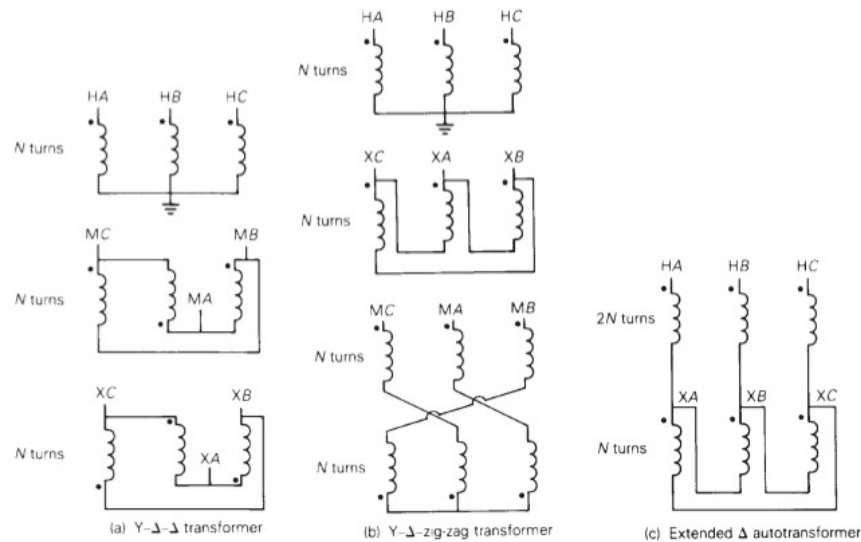 HA HB HC
N turns
MC MB
N turns
MA
XC XB
N turns
XA
(a) Y-Δ-Δ transformer
HA HB HC
N turns
XC XA XB
N turns
MC MA MB
N turns
N turns
(b) Y-Δ-zig-zag transformer
HA HB HC
2N turns
XA XB XC
N turns
(c) Extended Δ autotransformer